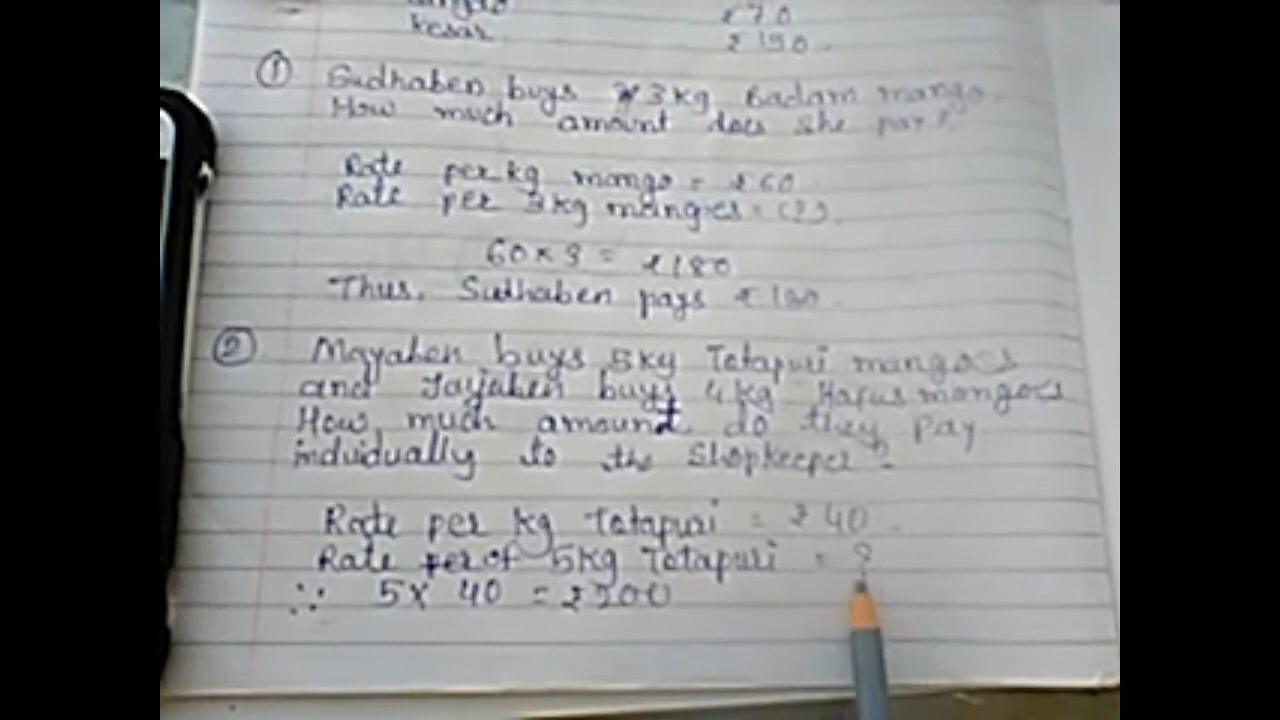 ₹70
kesar ₹150.
① Sudhaben buys 3kg Badam mango.
How much amount does she pay?
Rate per kg mango = ₹60
Rate per 3kg mangoes = (?).
60 × 3 = ₹180
Thus, Sudhaben pays ₹180.
② Mayaben buys 5kg Totapuri mangoes
and Jayaben buys 4kg Hafus mangoes
How much amount do they pay
individually to the Shopkeeper?
Rate per kg Totapuri = ₹40.
Rate of 5kg Totapuri = ?
∴ 5× 40 = ₹200